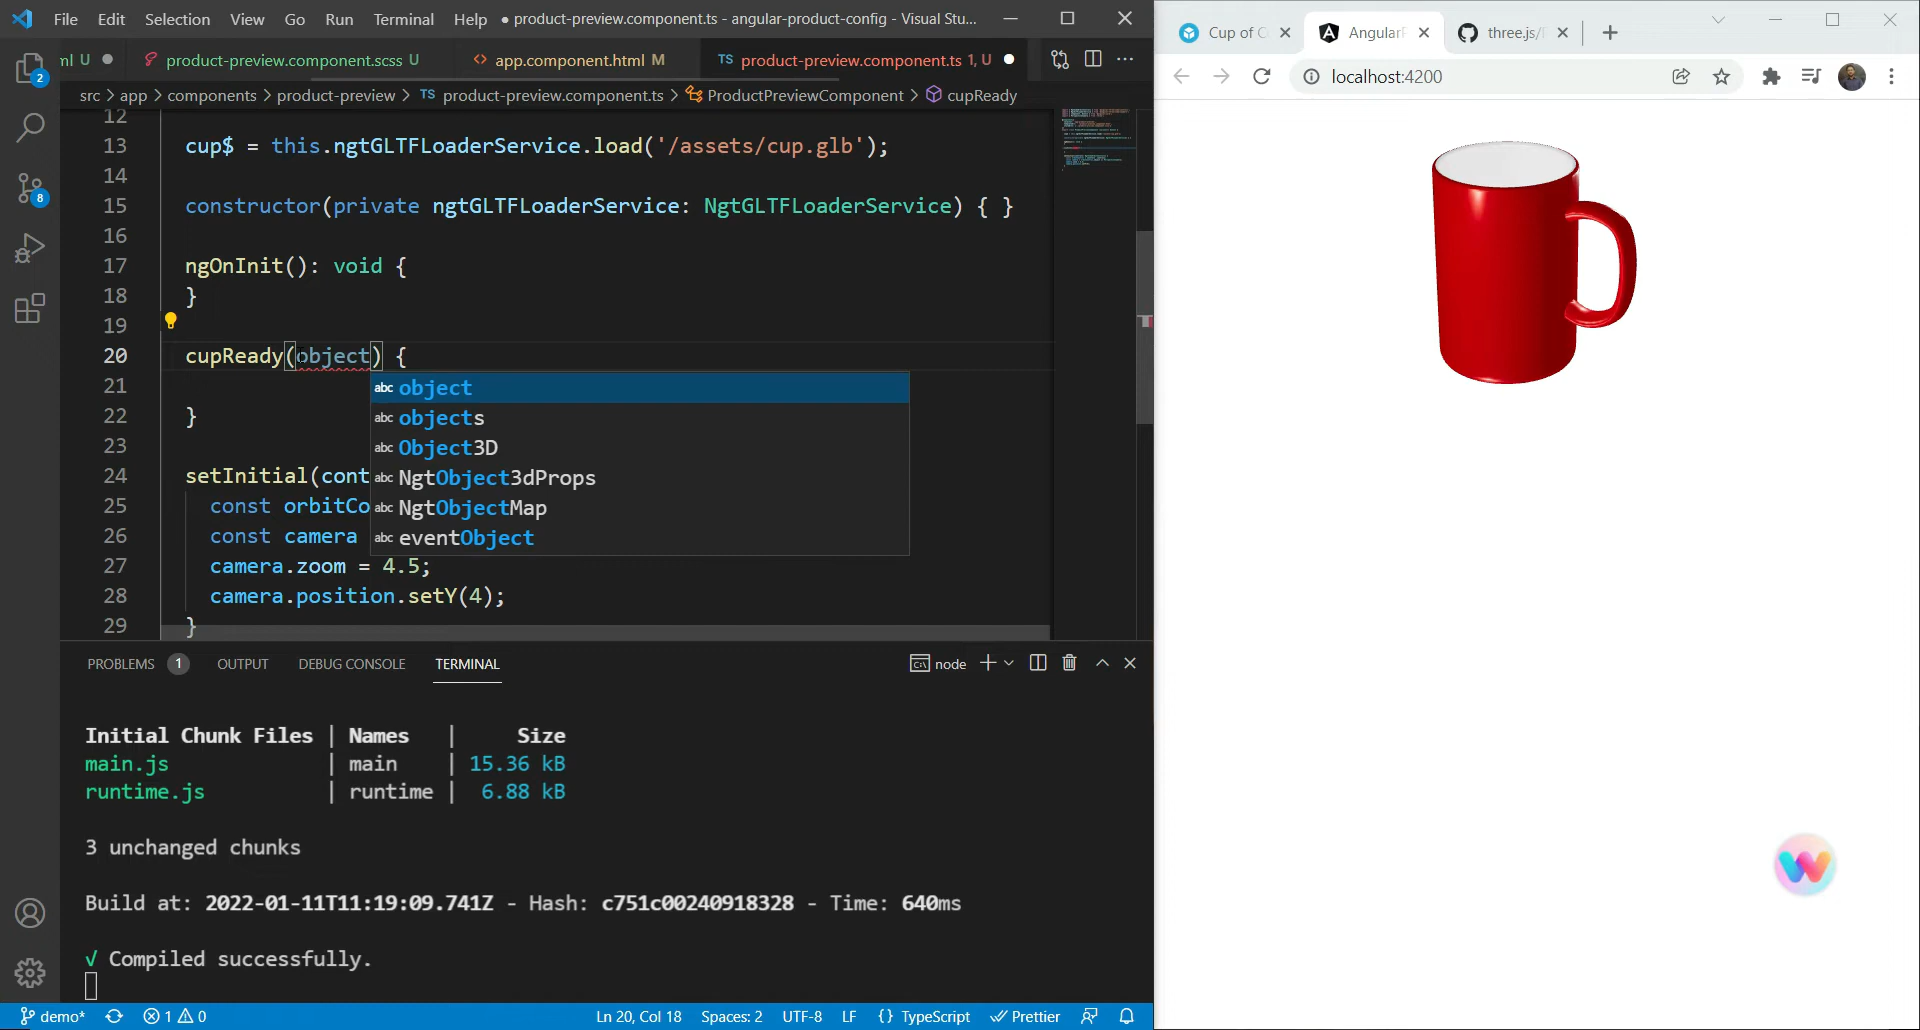 File Edit Selection View Go Run Terminal Help ● product-preview.component.ts - angular-product-config - Visual Stu...
ml U ● product-preview.component.scss U <> app.component.html M TS product-preview.component.ts 1, U ●
src > app > components > product-preview > TS product-preview.component.ts > ProductPreviewComponent > cupReady
12
13 cup$ = this.ngtGLTFLoaderService.load('/assets/cup.glb');
14
15 constructor(private ngtGLTFLoaderService: NgtGLTFLoaderService) { }
16
17 ngOnInit(): void {
18 }
19
20 cupReady(object) {
21
22 }
23
24 setInitial(cont
25 const orbitCo
26 const camera
27 camera.zoom = 4.5;
28 camera.position.setY(4);
29 }
abc object
abc objects
abc Object3D
abc NgtObject3dProps
abc NgtObjectMap
abc eventObject
2
8
PROBLEMS 1 OUTPUT DEBUG CONSOLE TERMINAL node
Initial Chunk Files | Names | Size
main.js | main | 15.36 kB
runtime.js | runtime | 6.88 kB
3 unchanged chunks
Build at: 2022-01-11T11:19:09.741Z - Hash: c751c00240918328 - Time: 640ms
√ Compiled successfully.
demo* 1 0 Ln 20, Col 18 Spaces: 2 UTF-8 LF {} TypeScript Prettier
Cup of AngularP three.js/
localhost:4200